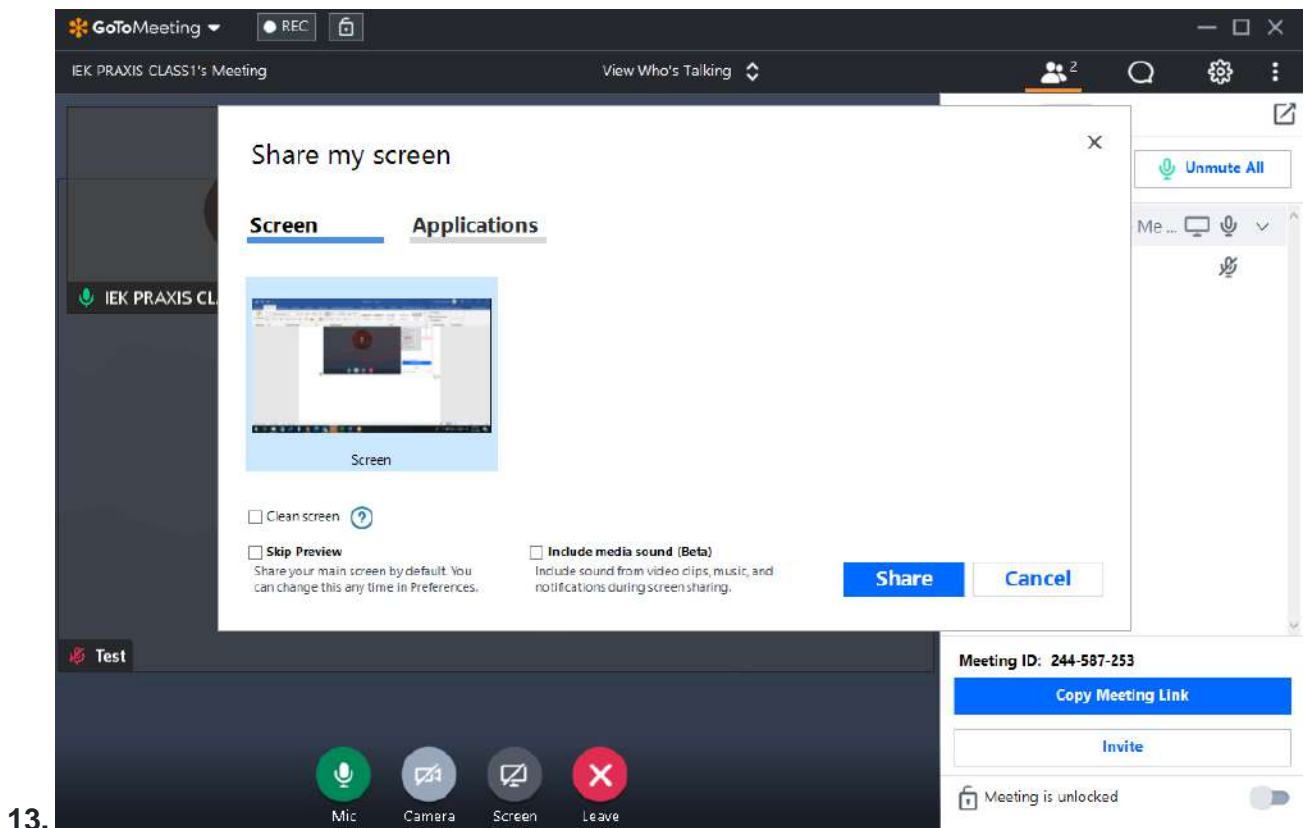 GoToMeeting
REC
IEK PRAXIS CLASS1's Meeting
View Who's Talking
2
Share my screen
Unmute All
Screen
Applications
Me ...
IEK PRAXIS CL
Screen
Clean screen
?
Skip Preview
Include media sound (Beta)
Share your main screen by default. You
can change this any time in Preferences.
Include sound from video clips, music, and
notifications during screen sharing.
Share
Cancel
Test
Meeting ID: 244-587-253
Copy Meeting Link
Invite
Meeting is unlocked
Mic
Camera
Screen
Leave
13.